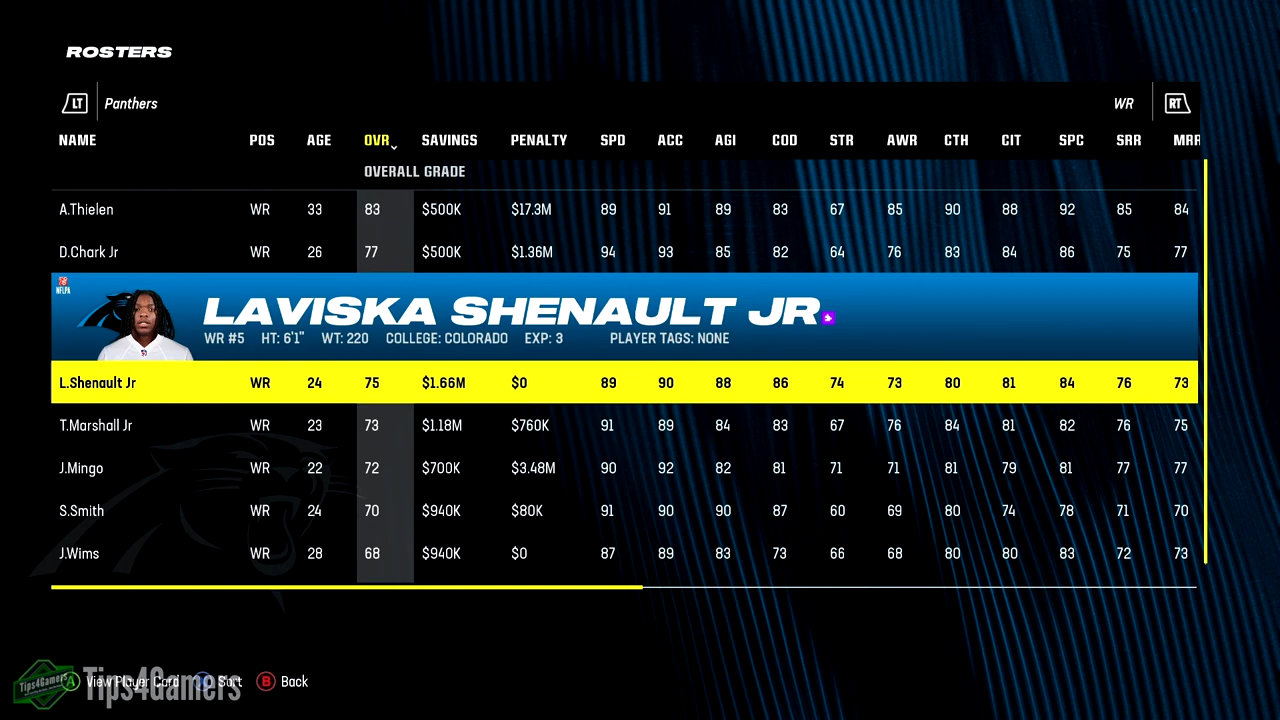 ROSTERS
LT Panthers WR RT
NAME POS AGE OVR SAVINGS PENALTY SPD ACC AGI COD STR AWR CTH CIT SPC SRR MRR
OVERALL GRADE
A.Thielen WR 33 83 $500K $17.3M 89 91 89 83 67 85 90 88 92 85 84
D.Chark Jr WR 26 77 $500K $1.36M 94 93 85 82 64 76 83 84 86 75 77
NFLPA
LAVISKA SHENAULT JR
WR #5 HT: 6'1" WT: 220 COLLEGE: COLORADO EXP: 3 PLAYER TAGS: NONE
L.Shenault Jr WR 24 75 $1.66M $0 89 90 88 86 74 73 80 81 84 76 73
T.Marshall Jr WR 23 73 $1.18M $760K 91 89 84 83 67 76 84 81 82 76 75
J.Mingo WR 22 72 $700K $3.48M 90 92 82 81 71 71 81 79 81 77 77
S.Smith WR 24 70 $940K $80K 91 90 90 87 60 69 80 74 78 71 70
J.Wims WR 28 68 $940K $0 87 89 83 73 66 68 80 80 83 72 73
Tips4Gamers A View Player Card Sort B Back
Tips4Gamers